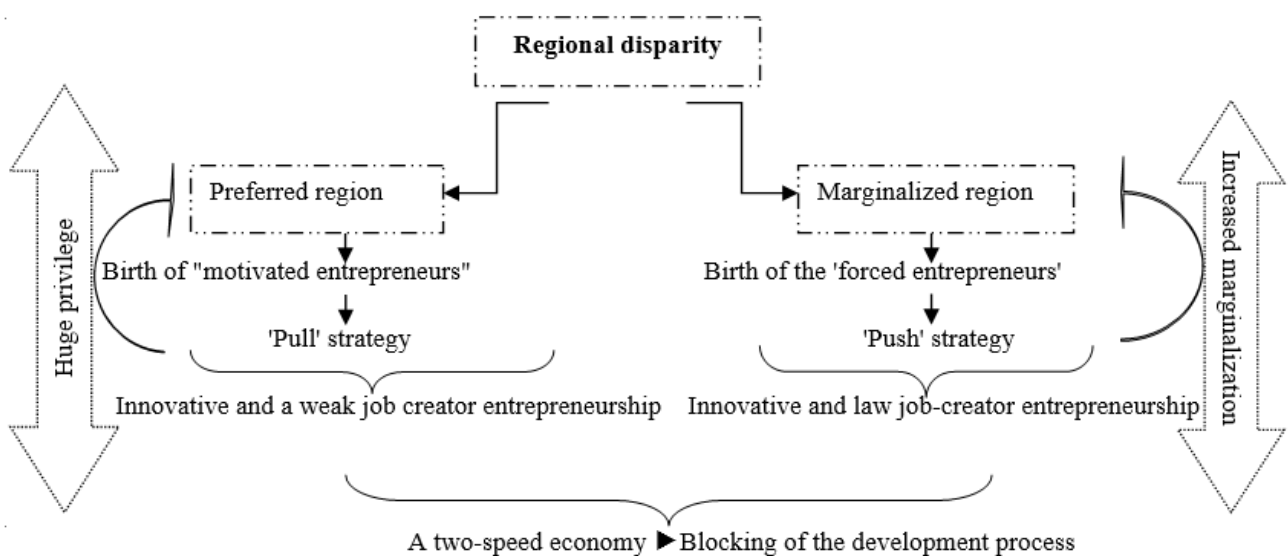 Regional disparity
Preferred region
Marginalized region
Birth of "motivated entrepreneurs"
Birth of the 'forced entrepreneurs'
'Pull' strategy
'Push' strategy
Innovative and a weak job creator entrepreneurship
Innovative and law job-creator entrepreneurship
Huge privilege
Increased marginalization
A two-speed economy ▶ Blocking of the development process